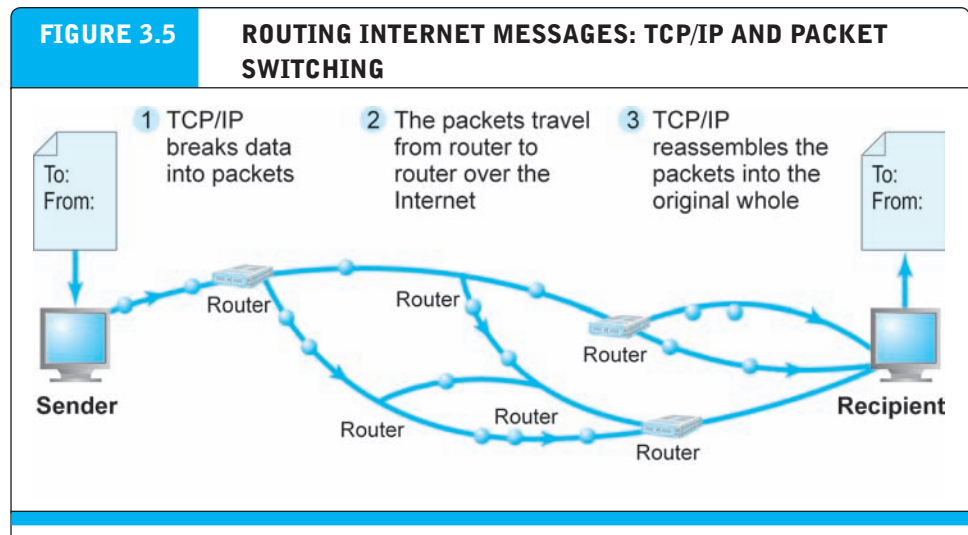 FIGURE 3.5
ROUTING INTERNET MESSAGES: TCP/IP AND PACKET
SWITCHING
To:
From:
1 TCP/IP
breaks data
into packets
2 The packets travel
from router to
router over the
Internet
3 TCP/IP
reassembles the
packets into the
original whole
To:
From:
Router
Router
Router
Sender
Recipient
Router
Router
Router